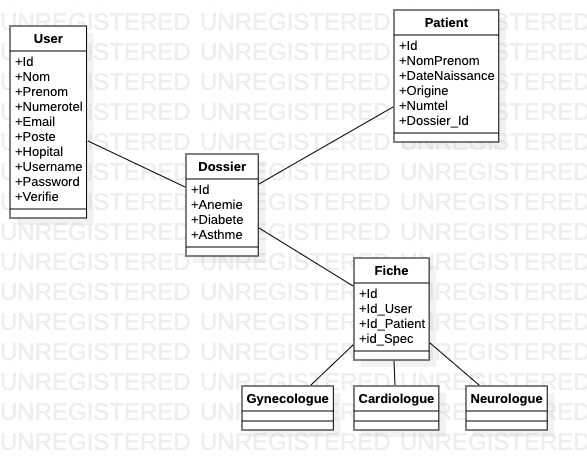 User
+Id
+Nom
+Prenom
+Numerotel
+Email
+Poste
+Hopital
+Username
+Password
+Verifie
Patient
+Id
+NomPrenom
+DateNaissance
+Origine
+Numtel
+Dossier_Id
Dossier
+Id
+Anemie
+Diabete
+Asthme
Fiche
+Id
+Id_User
+Id_Patient
+id_Spec
Gynecologue
Cardiologue
Neurologue
UNREGISTERED UNREGISTERED UNREGISTERED